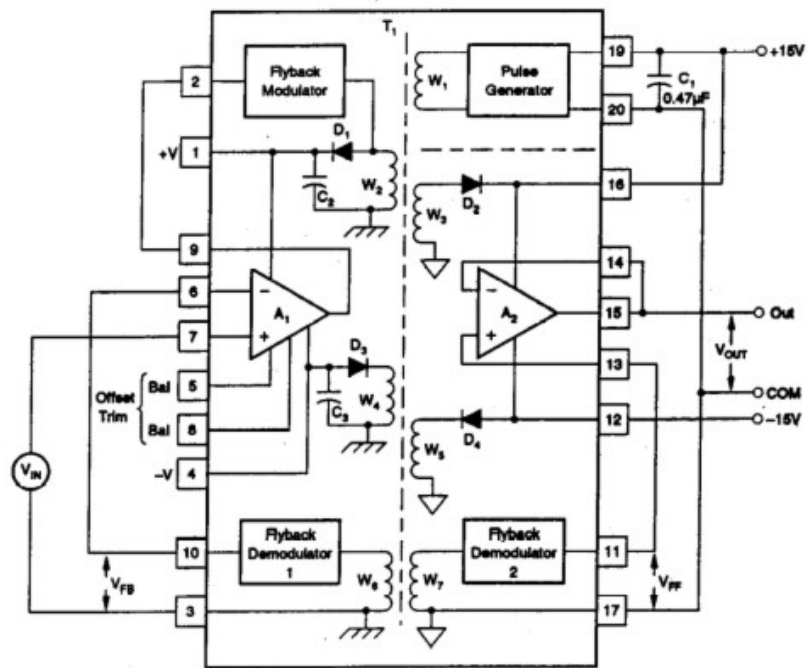 T1
2
Flyback
Modulator
W1
Pulse
Generator
19
+15V
C1
0.47µF
20
+V
1
D1
C2
W2
W3
D2
16
9
14
6
−
A1
7
+
−
A2
+
15
Out
VOUT
13
D3
Offset
Trim
Bal
5
C3
W4
COM
Bal
8
12
−15V
D4
W5
VIN
−V
4
10
Flyback
Demodulator
1
W6
W7
Flyback
Demodulator
2
11
VFB
VFF
3
17